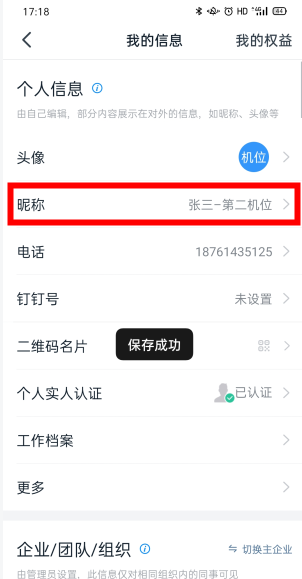 17:18 HD 4G
我的信息 我的权益
个人信息
由自己编辑，部分内容展示在对外的信息，如昵称、头像等
头像 机位
昵称 张三-第二机位
电话 18761435125
钉钉号 未设置
二维码名片
保存成功
个人实人认证 已认证
工作档案
更多
企业/团队/组织 切换主企业
由管理员设置，此信息仅对相同组织内的同事可见